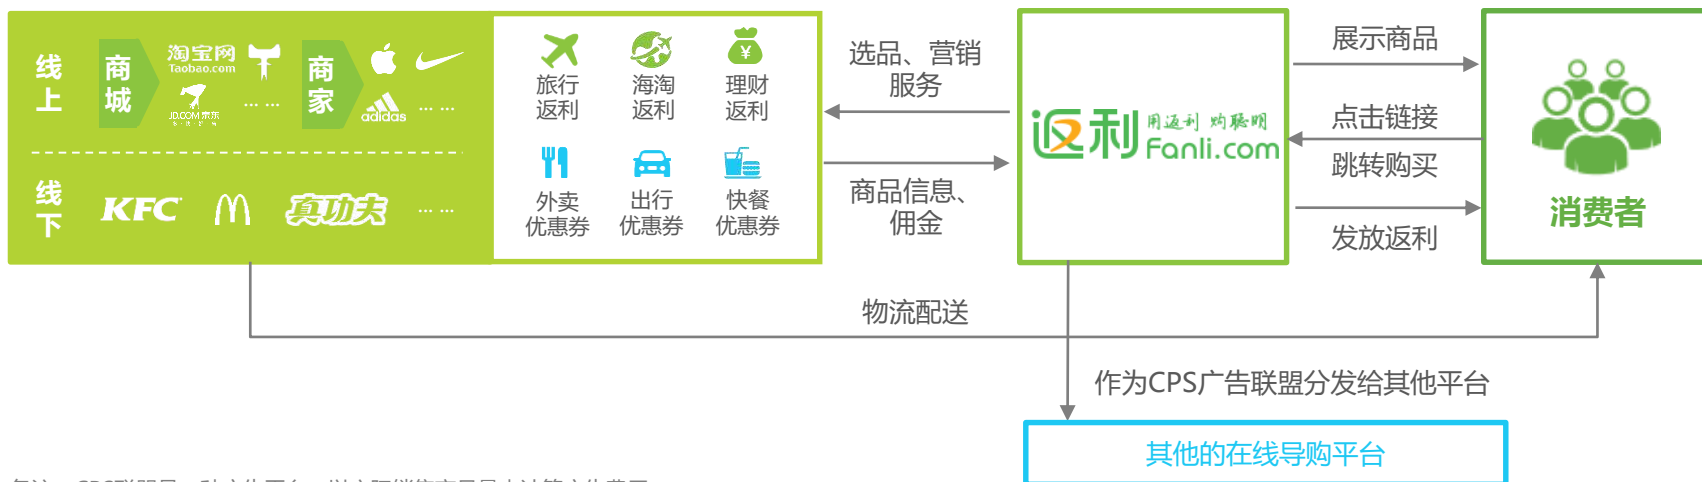 线上
商城
淘宝网
Taobao.com
JD.COM 京东
... ...
商家
adidas
... ...
线下
KFC
真功夫
... ...
旅行
返利
海淘
返利
理财
返利
外卖
优惠券
出行
优惠券
快餐
优惠券
选品、营销
服务
商品信息、
佣金
返利
用返利 购聪明
Fanli.com
展示商品
点击链接
跳转购买
发放返利
消费者
物流配送
作为CPS广告联盟分发给其他平台
其他的在线导购平台